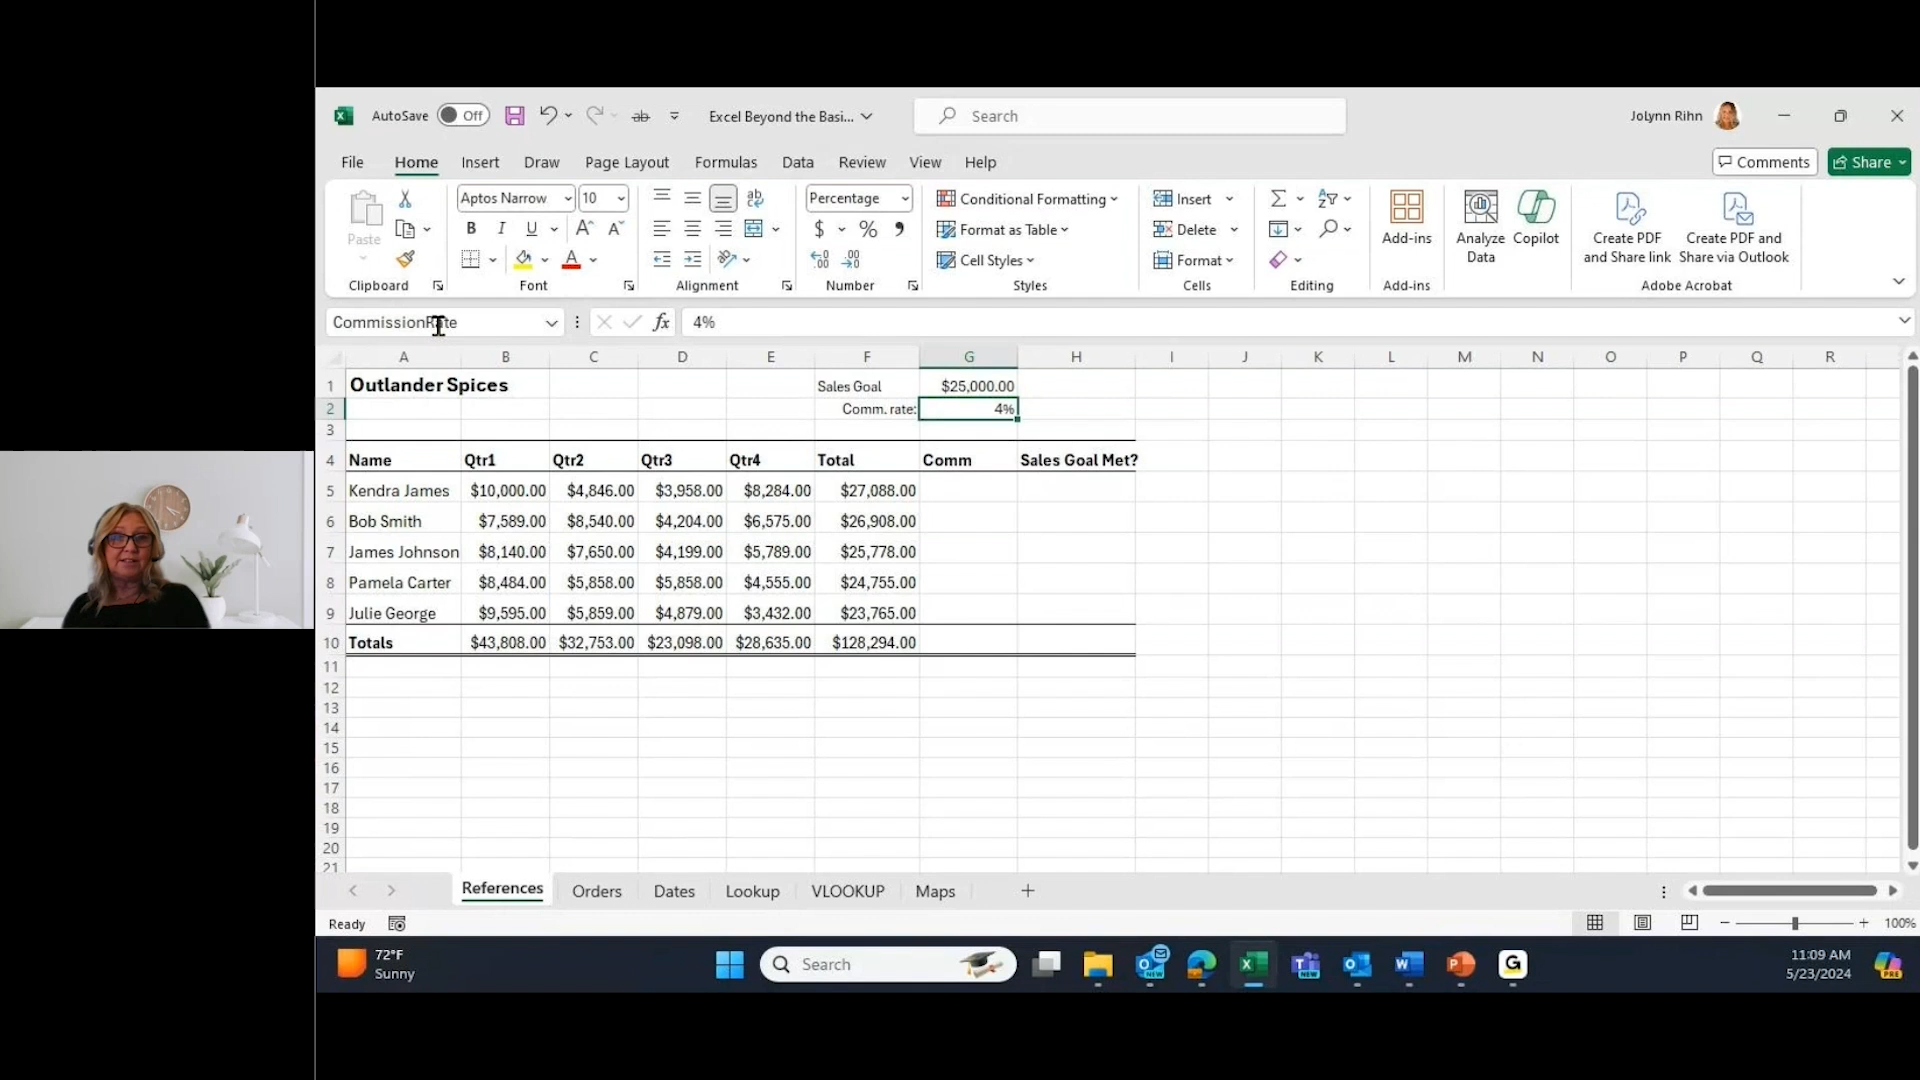 AutoSave Off Excel Beyond the Basi... Search Jolynn Rihn
File Home Insert Draw Page Layout Formulas Data Review View Help Comments Share
Paste Clipboard
Aptos Narrow 10 B I U A A A Font
ab Alignment
Percentage $ % , Number
Conditional Formatting
Format as Table
Cell Styles
Styles
Insert
Delete
Format
Cells
Editing
Add-ins
Add-ins
Analyze Data
Copilot
Create PDF and Share link
Create PDF and Share via Outlook
Adobe Acrobat
CommissionRate fx 4%
A B C D E F G H I J K L M N O P Q R
1 Outlander Spices Sales Goal $25,000.00
2 Comm. rate: 4%
3
4 Name Qtr1 Qtr2 Qtr3 Qtr4 Total Comm Sales Goal Met?
5 Kendra James $10,000.00 $4,846.00 $3,958.00 $8,284.00 $27,088.00
6 Bob Smith $7,589.00 $8,540.00 $4,204.00 $6,575.00 $26,908.00
7 James Johnson $8,140.00 $7,650.00 $4,199.00 $5,789.00 $25,778.00
8 Pamela Carter $8,484.00 $5,858.00 $5,858.00 $4,555.00 $24,755.00
9 Julie George $9,595.00 $5,859.00 $4,879.00 $3,432.00 $23,765.00
10 Totals $43,808.00 $32,753.00 $23,098.00 $28,635.00 $128,294.00
11
12
13
14
15
16
17
18
19
20
21
References Orders Dates Lookup VLOOKUP Maps
Ready 100%
72°F
Sunny
Search
11:09 AM
5/23/2024